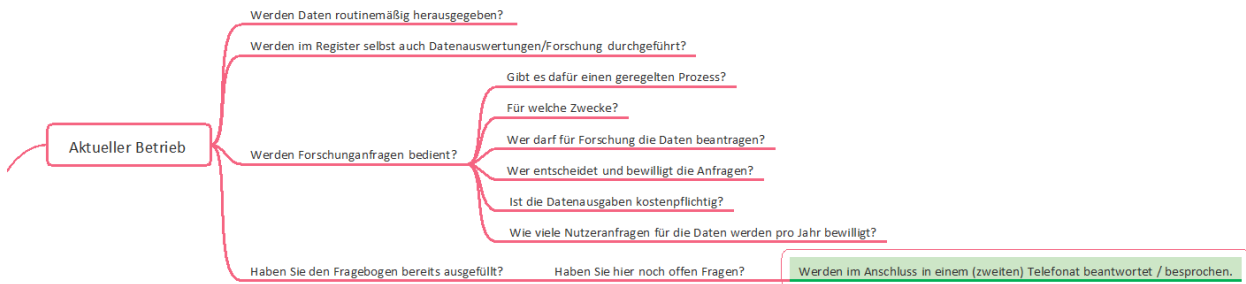 Aktueller Betrieb
Werden Daten routinemäßig herausgegeben?
Werden im Register selbst auch Datenauswertungen/Forschung durchgeführt?
Werden Forschunganfragen bedient?
Gibt es dafür einen geregelten Prozess?
Für welche Zwecke?
Wer darf für Forschung die Daten beantragen?
Wer entscheidet und bewilligt die Anfragen?
Ist die Datenausgaben kostenpflichtig?
Wie viele Nutzeranfragen für die Daten werden pro Jahr bewilligt?
Haben Sie den Fragebogen bereits ausgefüllt?
Haben Sie hier noch offen Fragen?
Werden im Anschluss in einem (zweiten) Telefonat beantwortet / besprochen.